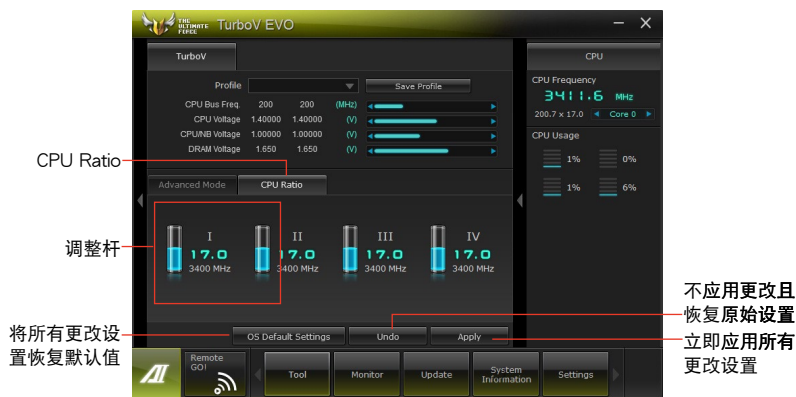 THE ULTIMATE FORCE TurboV EVO
TurboV
Profile
Save Profile
CPU Bus Freq. 200 200 (MHz)
CPU Voltage 1.40000 1.40000 (V)
CPU/NB Voltage 1.00000 1.00000 (V)
DRAM Voltage 1.650 1.650 (V)
CPU
CPU Frequency
3411.6 MHz
200.7 x 17.0 Core 0
CPU Usage
1% 0%
1% 6%
CPU Ratio
Advanced Mode CPU Ratio
调整杆
I II III IV
17.0 17.0 17.0 17.0
3400 MHz 3400 MHz 3400 MHz 3400 MHz
OS Default Settings Undo Apply
将所有更改设
置恢复默认值
不应用更改且
恢复原始设置
立即应用所有
更改设置
AI
Remote
GO!
Tool
Monitor
Update
System
Information
Settings